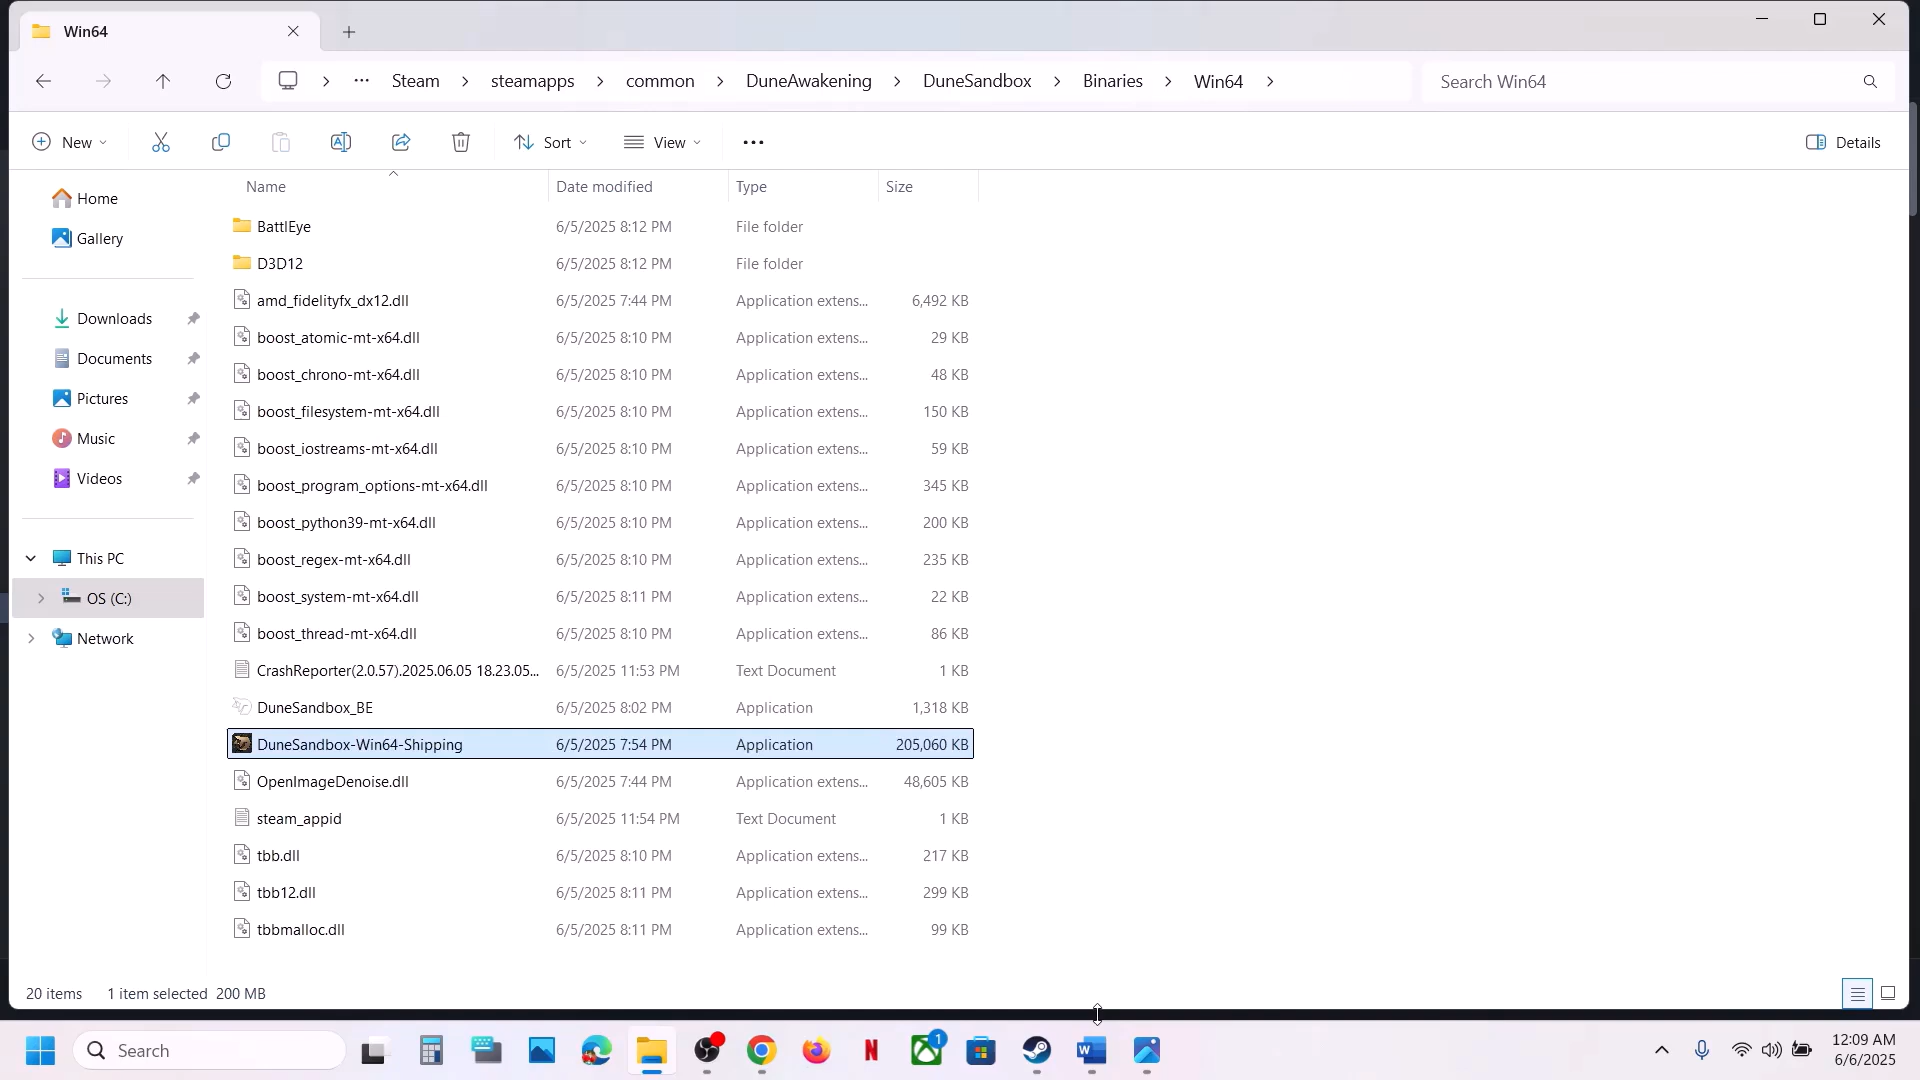 Win64
Steam steamapps common DuneAwakening DuneSandbox Binaries Win64 Search Win64
New Sort View Details
Name Date modified Type Size
Home
Gallery
Downloads
Documents
Pictures
Music
Videos
This PC
OS (C:)
Network
BattlEye 6/5/2025 8:12 PM File folder
D3D12 6/5/2025 8:12 PM File folder
amd_fidelityfx_dx12.dll 6/5/2025 7:44 PM Application extens... 6,492 KB
boost_atomic-mt-x64.dll 6/5/2025 8:10 PM Application extens... 29 KB
boost_chrono-mt-x64.dll 6/5/2025 8:10 PM Application extens... 48 KB
boost_filesystem-mt-x64.dll 6/5/2025 8:10 PM Application extens... 150 KB
boost_iostreams-mt-x64.dll 6/5/2025 8:10 PM Application extens... 59 KB
boost_program_options-mt-x64.dll 6/5/2025 8:10 PM Application extens... 345 KB
boost_python39-mt-x64.dll 6/5/2025 8:10 PM Application extens... 200 KB
boost_regex-mt-x64.dll 6/5/2025 8:10 PM Application extens... 235 KB
boost_system-mt-x64.dll 6/5/2025 8:11 PM Application extens... 22 KB
boost_thread-mt-x64.dll 6/5/2025 8:10 PM Application extens... 86 KB
CrashReporter(2.0.57).2025.06.05 18.23.05... 6/5/2025 11:53 PM Text Document 1 KB
DuneSandbox_BE 6/5/2025 8:02 PM Application 1,318 KB
DuneSandbox-Win64-Shipping 6/5/2025 7:54 PM Application 205,060 KB
OpenImageDenoise.dll 6/5/2025 7:44 PM Application extens... 48,605 KB
steam_appid 6/5/2025 11:54 PM Text Document 1 KB
tbb.dll 6/5/2025 8:10 PM Application extens... 217 KB
tbb12.dll 6/5/2025 8:11 PM Application extens... 299 KB
tbbmalloc.dll 6/5/2025 8:11 PM Application extens... 99 KB
20 items 1 item selected 200 MB
Search
1
12:09 AM
6/6/2025